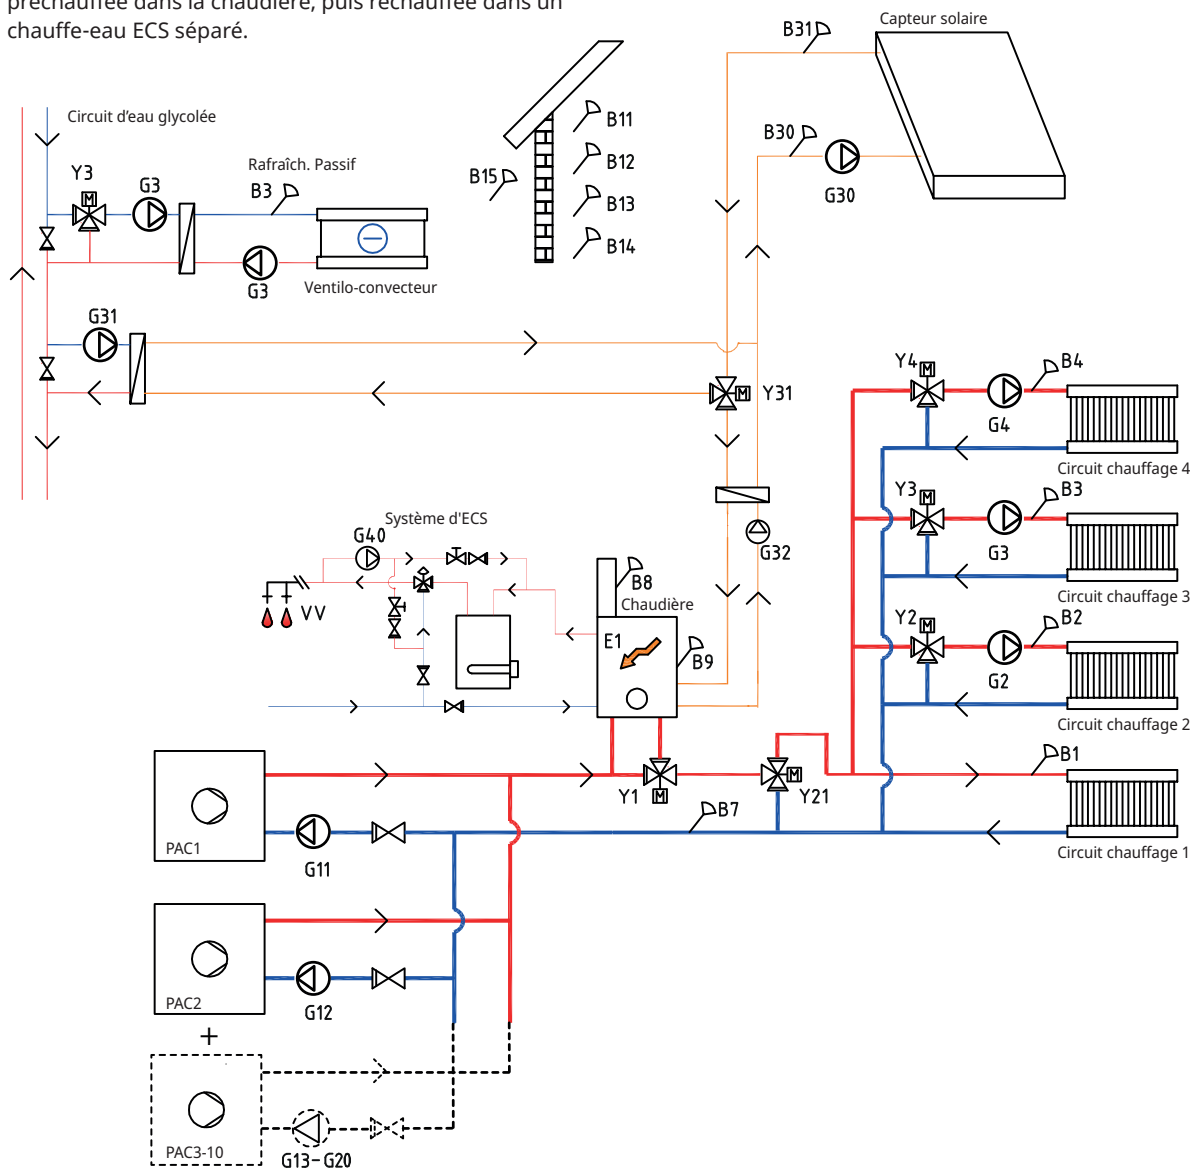 préchauffée dans la chaudière, puis réchauffée dans un
chauffe-eau ECS séparé.
Capteur solaire
B31
Circuit d'eau glycolée
B11
B30
Rafraîch. Passif
B12
Y3
G3
B3
B15
G30
B13
B14
G3
Ventilo-convecteur
G31
Y4
M
B4
Y31
M
G4
Circuit chauffage 4
Y3
M
B3
Système d'ECS
G40
G32
G3
B8
Chaudière
Circuit chauffage 3
VV
Y2
M
B2
E1
B9
G2
Circuit chauffage 2
B1
Y1
M
M
Y21
B7
PAC1
G11
Circuit chauffage 1
PAC2
G12
+
PAC3-10
G13-G20
M